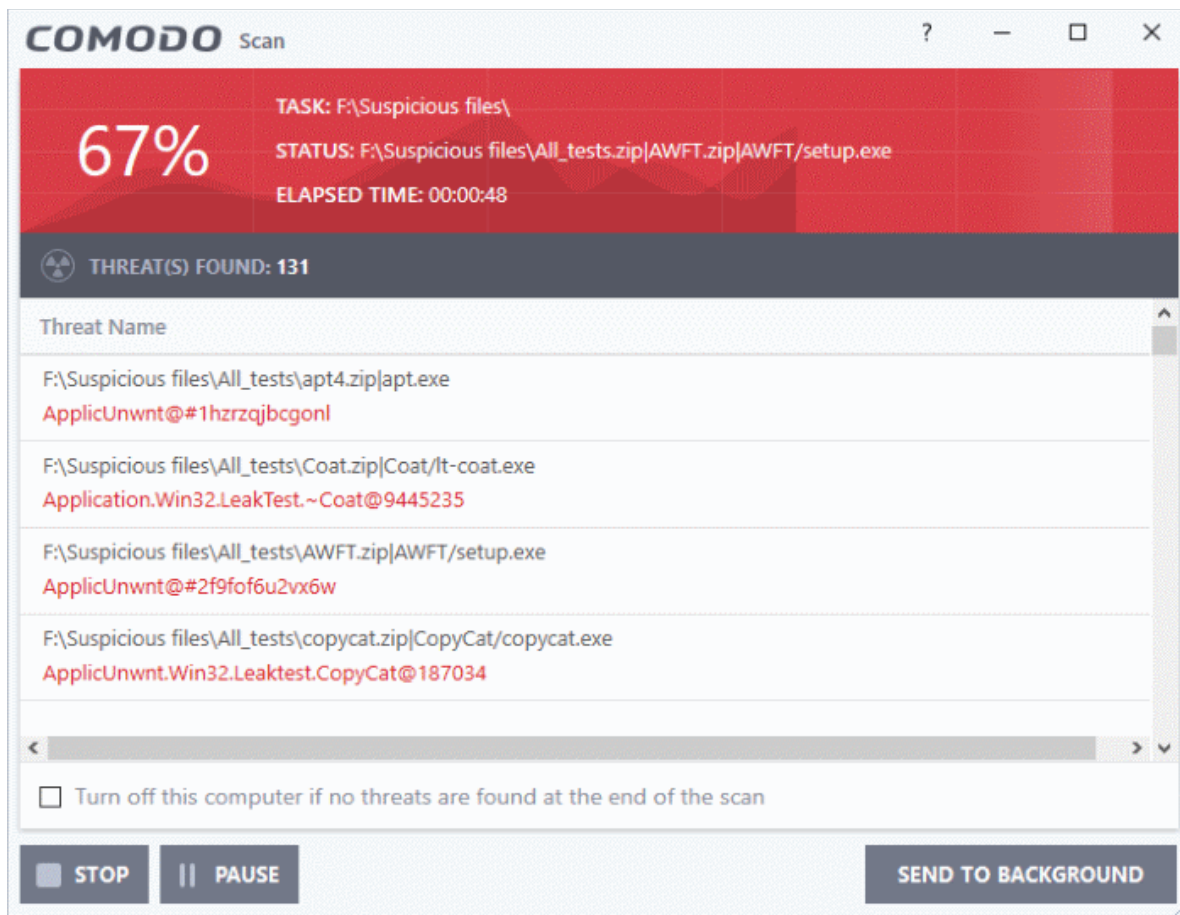 COMODO Scan ?
67%
TASK: F:\Suspicious files\
STATUS: F:\Suspicious files\All_tests.zip|AWFT.zip|AWFT/setup.exe
ELAPSED TIME: 00:00:48
THREAT(S) FOUND: 131
Threat Name
F:\Suspicious files\All_tests\apt4.zip|apt.exe
ApplicUnwnt@#1hzrzqjbcgonl
F:\Suspicious files\All_tests\Coat.zip|Coat/lt-coat.exe
Application.Win32.LeakTest.~Coat@9445235
F:\Suspicious files\All_tests\AWFT.zip|AWFT/setup.exe
ApplicUnwnt@#2f9fof6u2vx6w
F:\Suspicious files\All_tests\copycat.zip|CopyCat/copycat.exe
ApplicUnwnt.Win32.Leaktest.CopyCat@187034
Turn off this computer if no threats are found at the end of the scan
STOP
PAUSE
SEND TO BACKGROUND